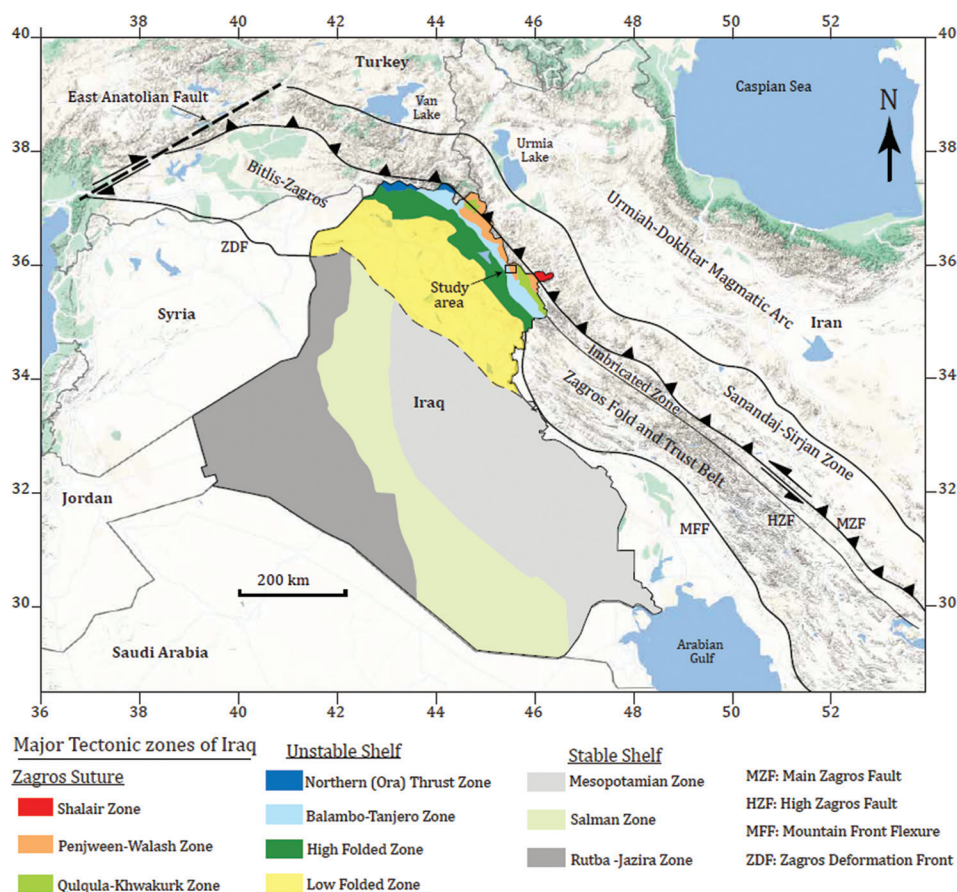 36 38 40 42 44 46 48 50 52
40 40
Turkey
Caspian Sea
East Anatolian Fault
Van
Lake
N
Urmia
Lake
38 38
Bitlis-Zagros
Urmiah-Dokhtar Magmatic Arc
ZDF
36 36
Study
area
Syria
Iran
Imbricated Zone
34 34
Zagros Fold and Trust Belt
Sanandaj-Sirjan Zone
Iraq
32 32
Jordan
MFF
HZF
MZF
200 km
30 30
Saudi Arabia
Arabian
Gulf
36 38 40 42 44 46 48 50 52
Major Tectonic zones of Iraq
Zagros Suture
Shalair Zone
Penjween-Walash Zone
Qulqula-Khwakurk Zone
Unstable Shelf
Northern (Ora) Thrust Zone
Balambo-Tanjero Zone
High Folded Zone
Low Folded Zone
Stable Shelf
Mesopotamian Zone
Salman Zone
Rutba -Jazira Zone
MZF: Main Zagros Fault
HZF: High Zagros Fault
MFF: Mountain Front Flexure
ZDF: Zagros Deformation Front